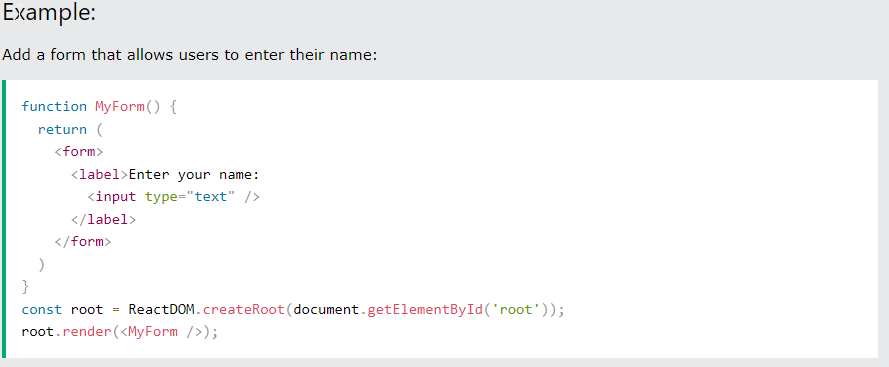 Example:
Add a form that allows users to enter their name:
function MyForm() {
  return (
    <form>
      <label>Enter your name:
        <input type="text" />
      </label>
    </form>
  )
}
const root = ReactDOM.createRoot(document.getElementById('root'));
root.render(<MyForm />);